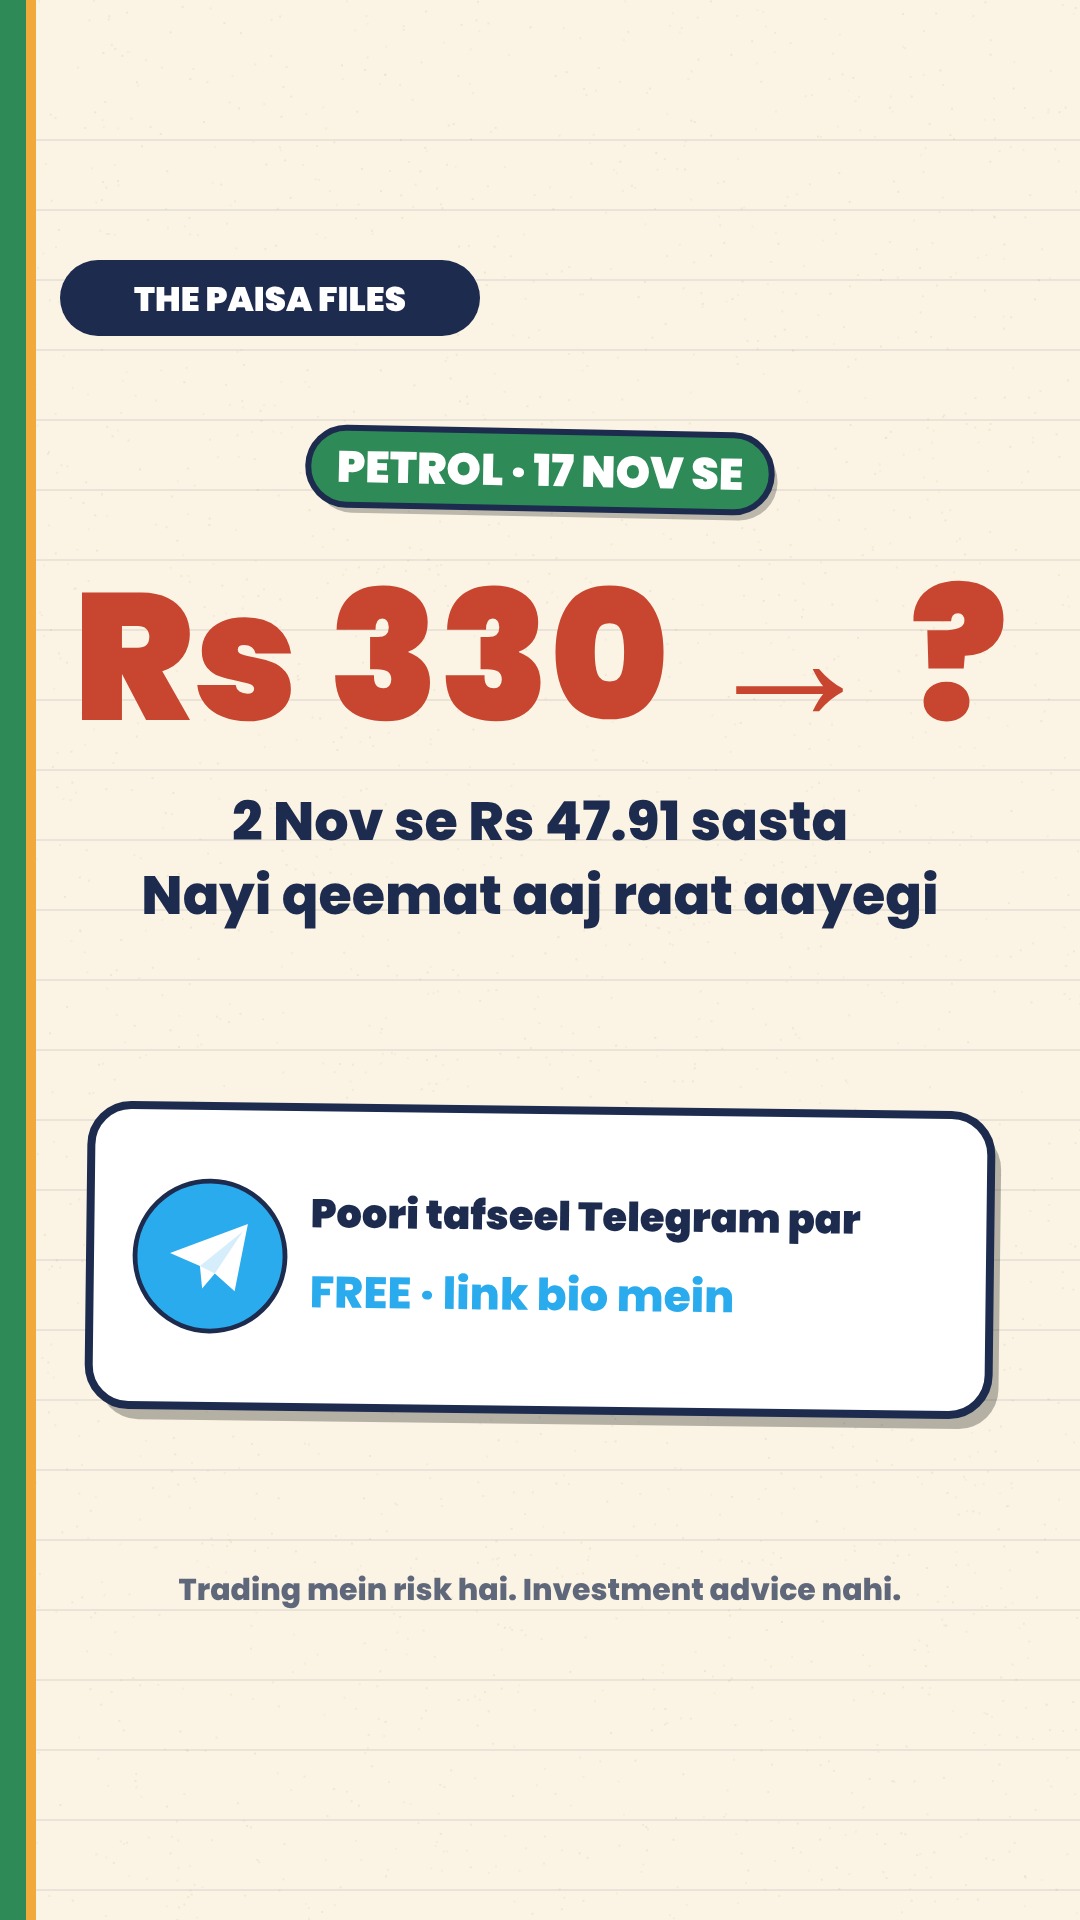 THE PAISA FILES
PETROL · 17 NOV SE
Rs 330 → ?
2 Nov se Rs 47.91 sasta
Nayi qeemat aaj raat aayegi
Poori tafseel Telegram par
FREE · link bio mein
Trading mein risk hai. Investment advice nahi.